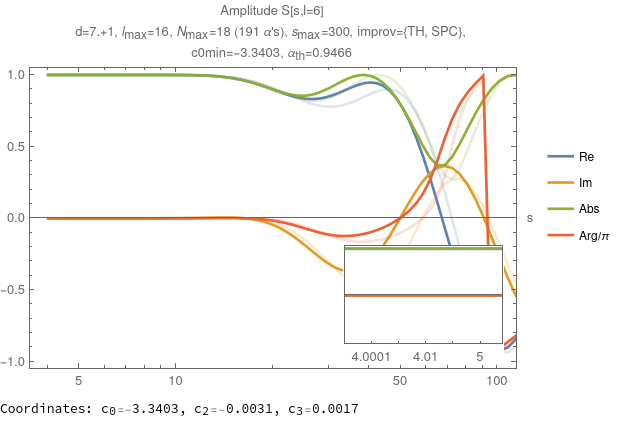 Amplitude S[s,l=6]
d=7.+1, lmax=16, Nmax=18 (191 α's), smax=300, improv={TH, SPC},
c0min=−3.3403, αth=0.9466
1.0
0.5
0.0
−0.5
−1.0
5
10
50
100
s
4.0001
4.01
5
Re
Im
Abs
Arg/π
Coordinates: c0=−3.3403, c2=−0.0031, c3=0.0017